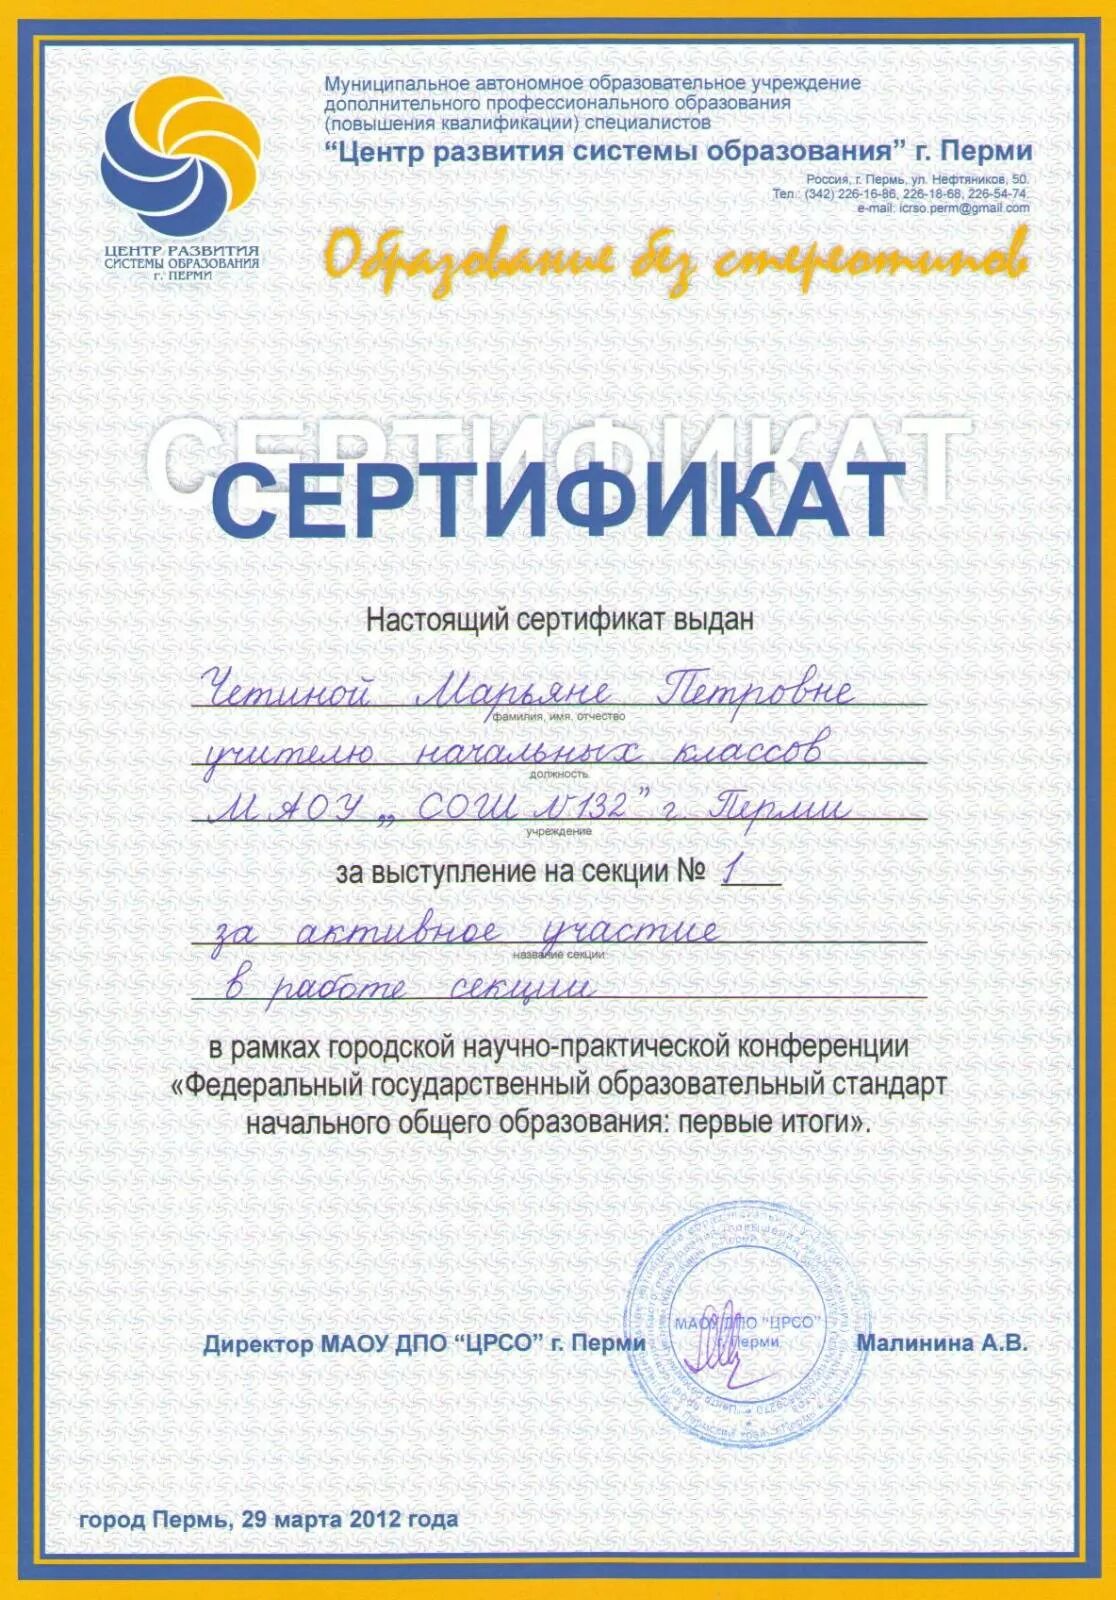 Муниципальное автономное образовательное учреждение
дополнительного профессионального образования
(повышения квалификации) специалистов
“Центр развития системы образования” г. Перми
Россия, г. Пермь, ул. Нефтяников, 50.
Тел.: (342) 226-16-86, 226-18-68, 226-54-74.
e-mail: icrso.perm@gmail.com
ЦЕНТР РАЗВИТИЯ
СИСТЕМЫ ОБРАЗОВАНИЯ
г. ПЕРМИ
Образование без стереотипов
СЕРТИФИКАТ
СЕРТИФИКАТ
Настоящий сертификат выдан
Четиной Марьяне Петровне
фамилия, имя, отчество
учителю начальных классов
должность
МАОУ „СОШ №132” г. Перми
учреждение
за выступление на секции № 1
за активное участие
название секции
в работе секции
в рамках городской научно-практической конференции
«Федеральный государственный образовательный стандарт
начального общего образования: первые итоги».
МАОУ ДПО “ЦРСО”
г. Перми
Директор МАОУ ДПО “ЦРСО” г. Перми Малинина А.В.
город Пермь, 29 марта 2012 года